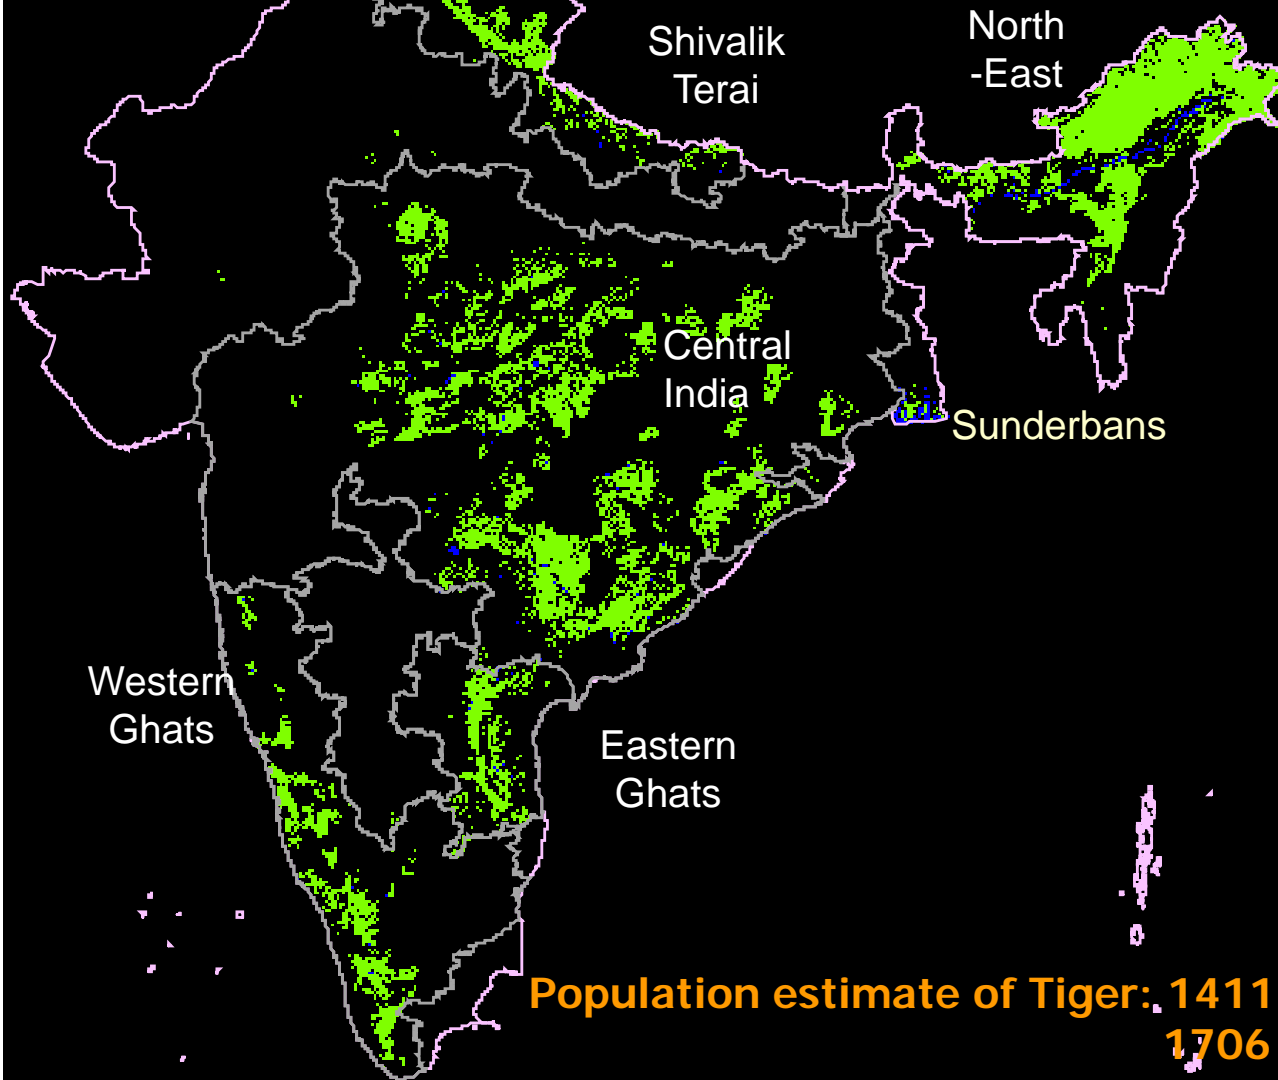 Shivalik
Terai
North
-East
Central
India
Sunderbans
Western
Ghats
Eastern
Ghats
Population estimate of Tiger: 1411
1706